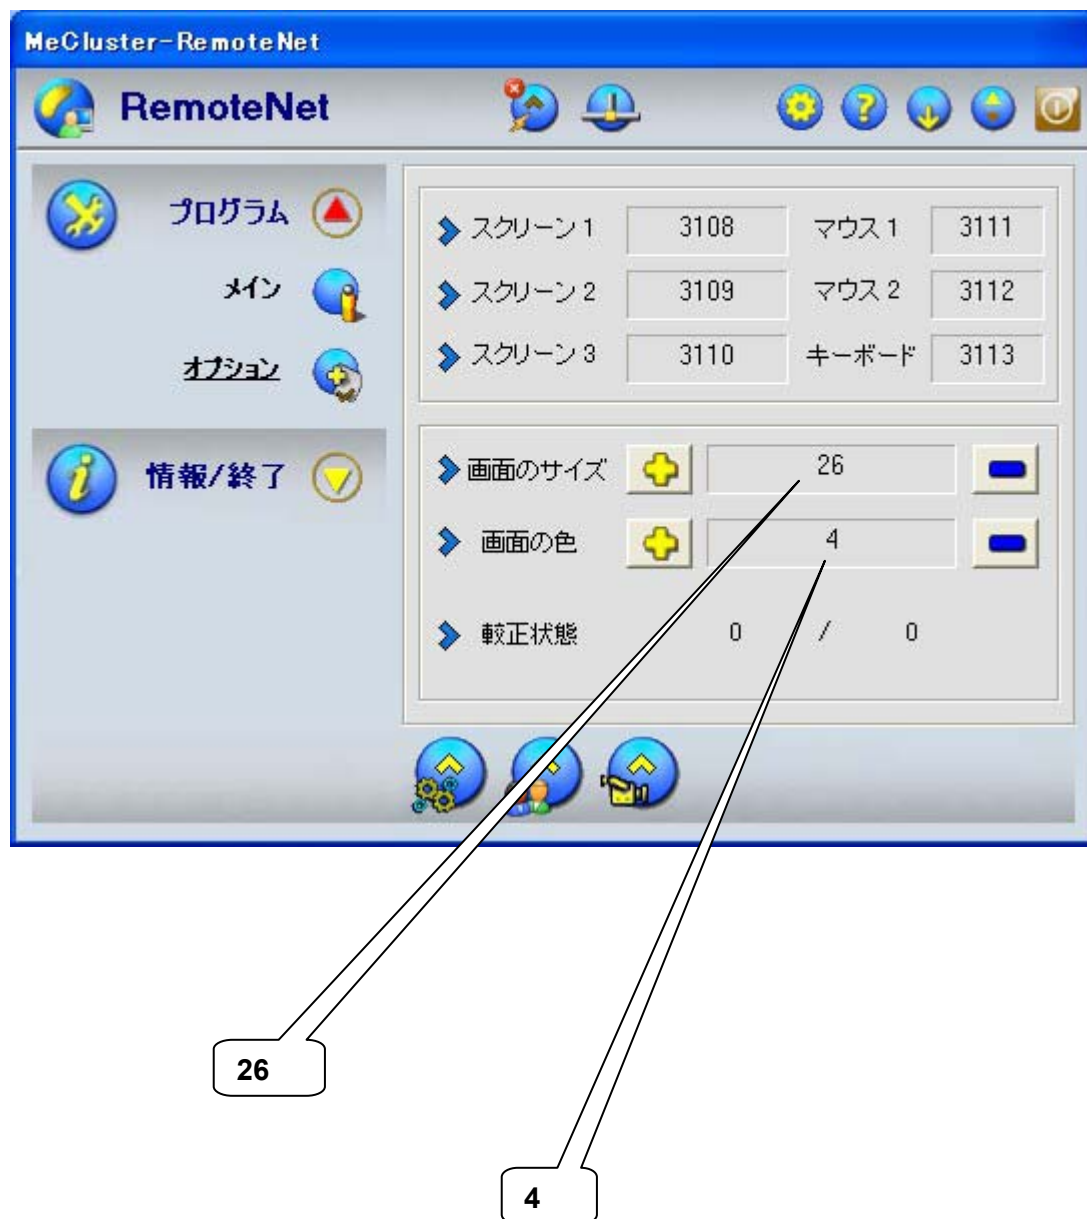 MeCluster-RemoteNet
RemoteNet
プログラム
メイン
オプション
情報/終了
スクリーン 1 3108 マウス 1 3111
スクリーン 2 3109 マウス 2 3112
スクリーン 3 3110 キーボード 3113
画面のサイズ 26
画面の色 4
較正状態 0 / 0
26
4